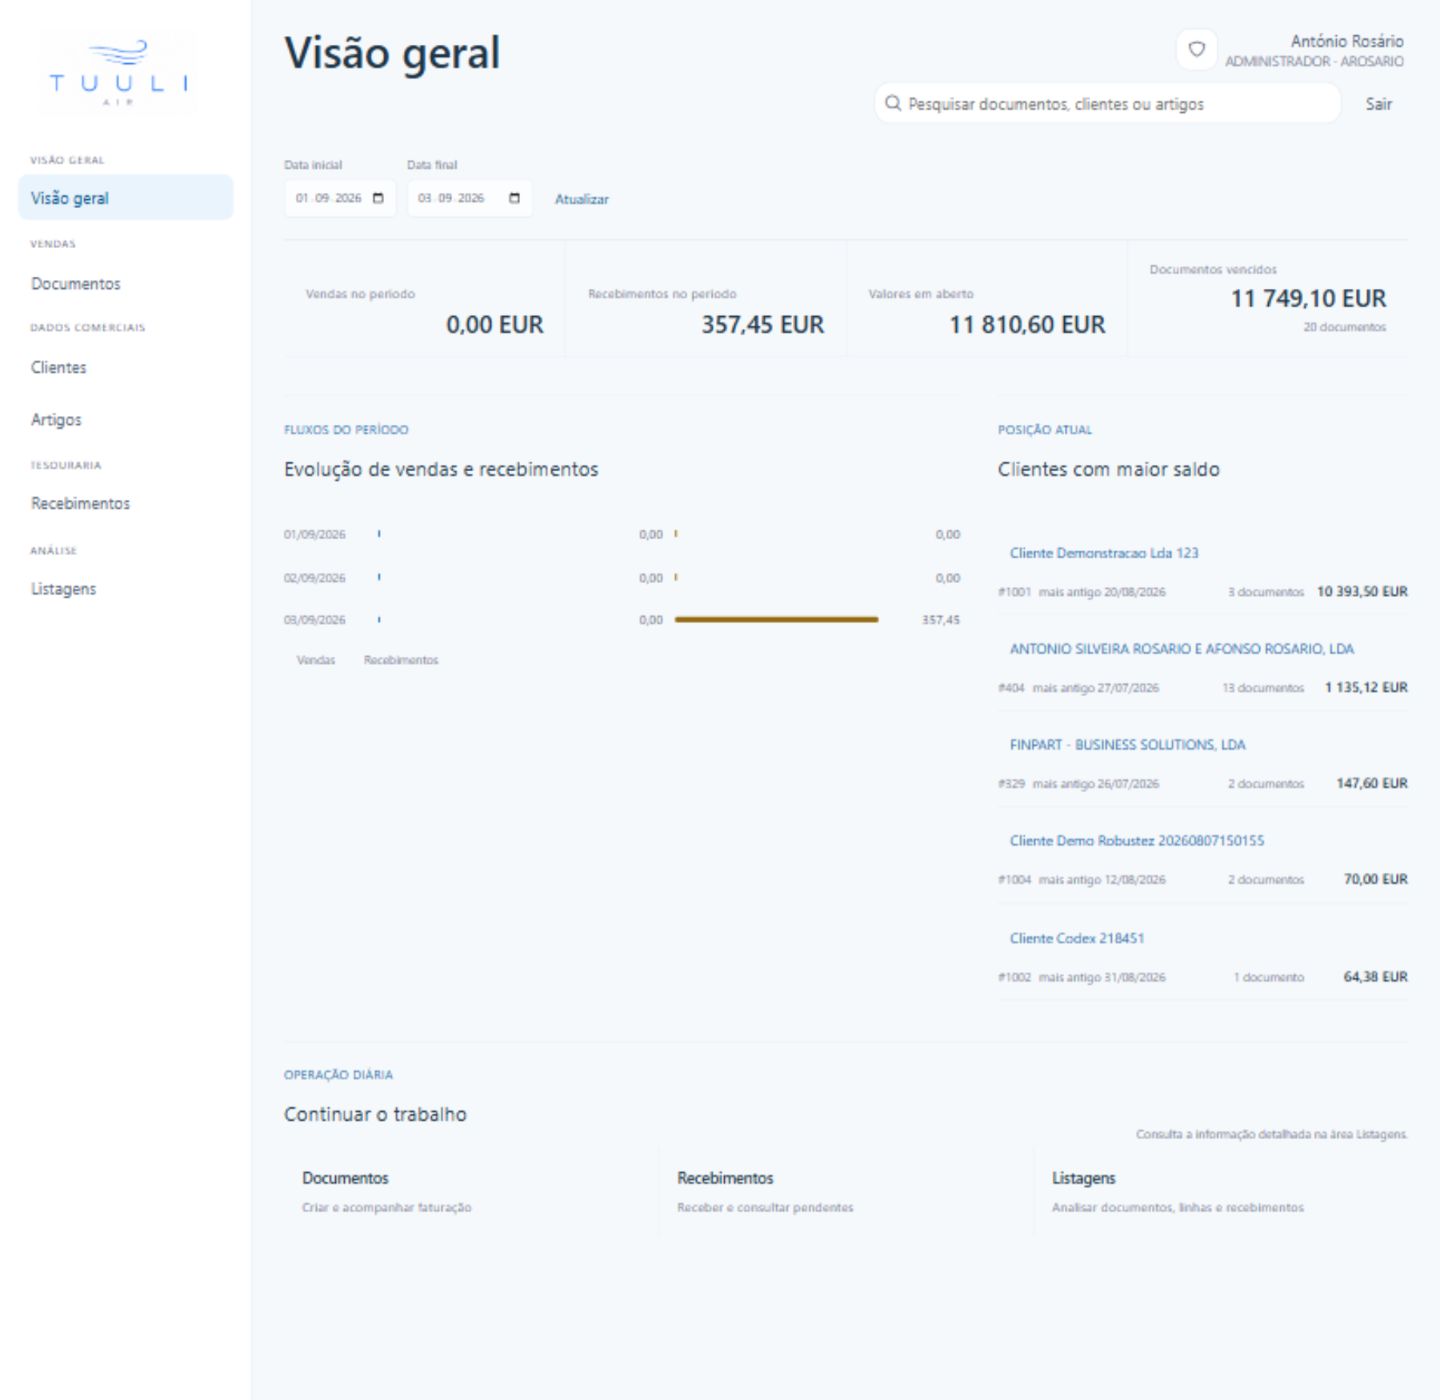 TUULI
AIR
VISÃO GERAL
Visão geral
VENDAS
Documentos
DADOS COMERCIAIS
Clientes
Artigos
TESOURARIA
Recebimentos
ANÁLISE
Listagens
Visão geral
António Rosário
ADMINISTRADOR - AROSARIO
Pesquisar documentos, clientes ou artigos
Sair
Data inicial
Data final
01.09.2026
03.09.2026
Atualizar
Vendas no período
0,00 EUR
Recebimentos no período
357,45 EUR
Valores em aberto
11 810,60 EUR
Documentos vencidos
11 749,10 EUR
20 documentos
FLUXOS DO PERÍODO
Evolução de vendas e recebimentos
01/09/2026 0,00 0,00
02/09/2026 0,00 0,00
03/09/2026 0,00 357,45
Vendas Recebimentos
POSIÇÃO ATUAL
Clientes com maior saldo
Cliente Demonstracao Lda 123
#1001 mais antigo 20/08/2026 3 documentos 10 393,50 EUR
ANTONIO SILVEIRA ROSARIO E AFONSO ROSARIO, LDA
#404 mais antigo 27/07/2026 13 documentos 1 135,12 EUR
FINPART - BUSINESS SOLUTIONS, LDA
#329 mais antigo 26/07/2026 2 documentos 147,60 EUR
Cliente Demo Robustez 20260807150155
#1004 mais antigo 12/08/2026 2 documentos 70,00 EUR
Cliente Codex 218451
#1002 mais antigo 31/08/2026 1 documento 64,38 EUR
OPERAÇÃO DIÁRIA
Continuar o trabalho
Consulta a informação detalhada na área Listagens.
Documentos
Criar e acompanhar faturação
Recebimentos
Receber e consultar pendentes
Listagens
Analisar documentos, linhas e recebimentos